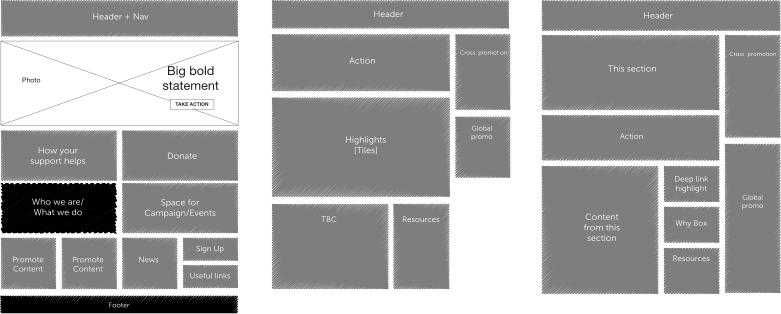 Header + Nav
Photo
Big bold
statement
TAKE ACTION
How your
support helps
Donate
Who we are/
What we do
Space for
Campaign/Events
Promote
Content
Promote
Content
News
Sign Up
Useful links
Footer
Header
Action
Cross promotion
Highlights
[Tiles]
Global
promo
TBC
Resources
Header
This section
Cross promotion
Action
Content
from this
section
Deep link
highlight
Why Box
Resources
Global
promo